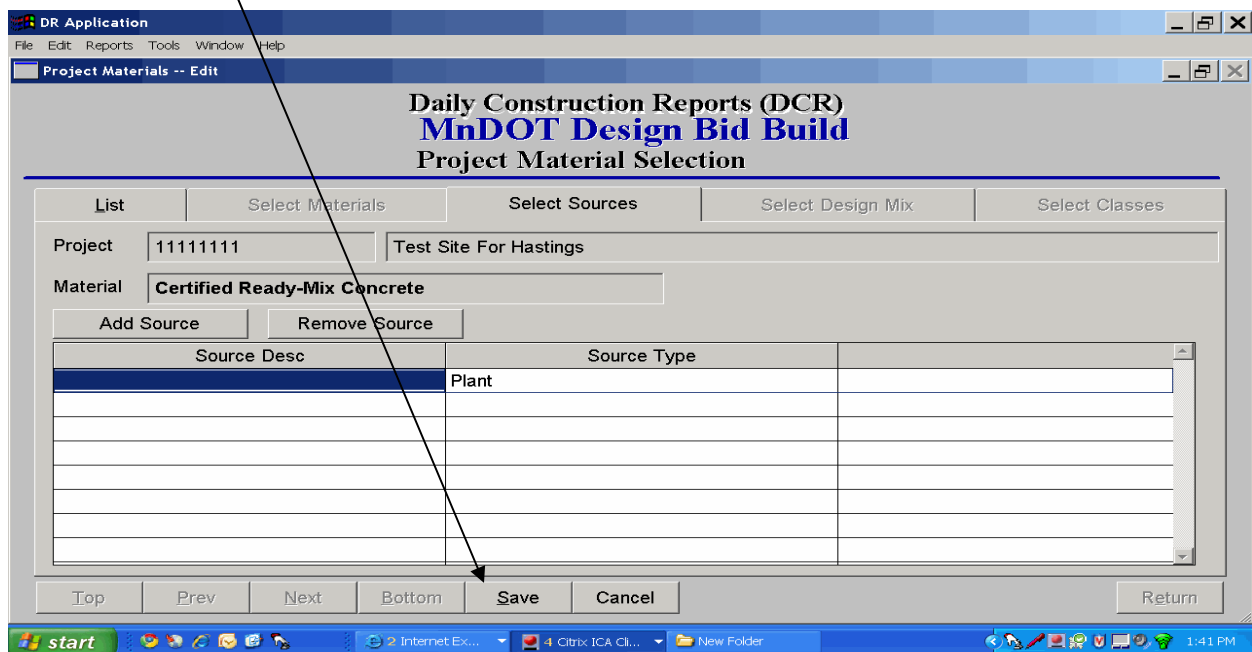 DR Application
File Edit Reports Tools Window Help
Project Materials -- Edit
Daily Construction Reports (DCR)
MnDOT Design Bid Build
Project Material Selection
List Select Materials Select Sources Select Design Mix Select Classes
Project 11111111 Test Site For Hastings
Material Certified Ready-Mix Concrete
Add Source Remove Source
Source Desc Source Type
Plant
Top Prev Next Bottom Save Cancel Return
start 2 Internet Ex... 4 Citrix ICA Cli... New Folder 1:41 PM